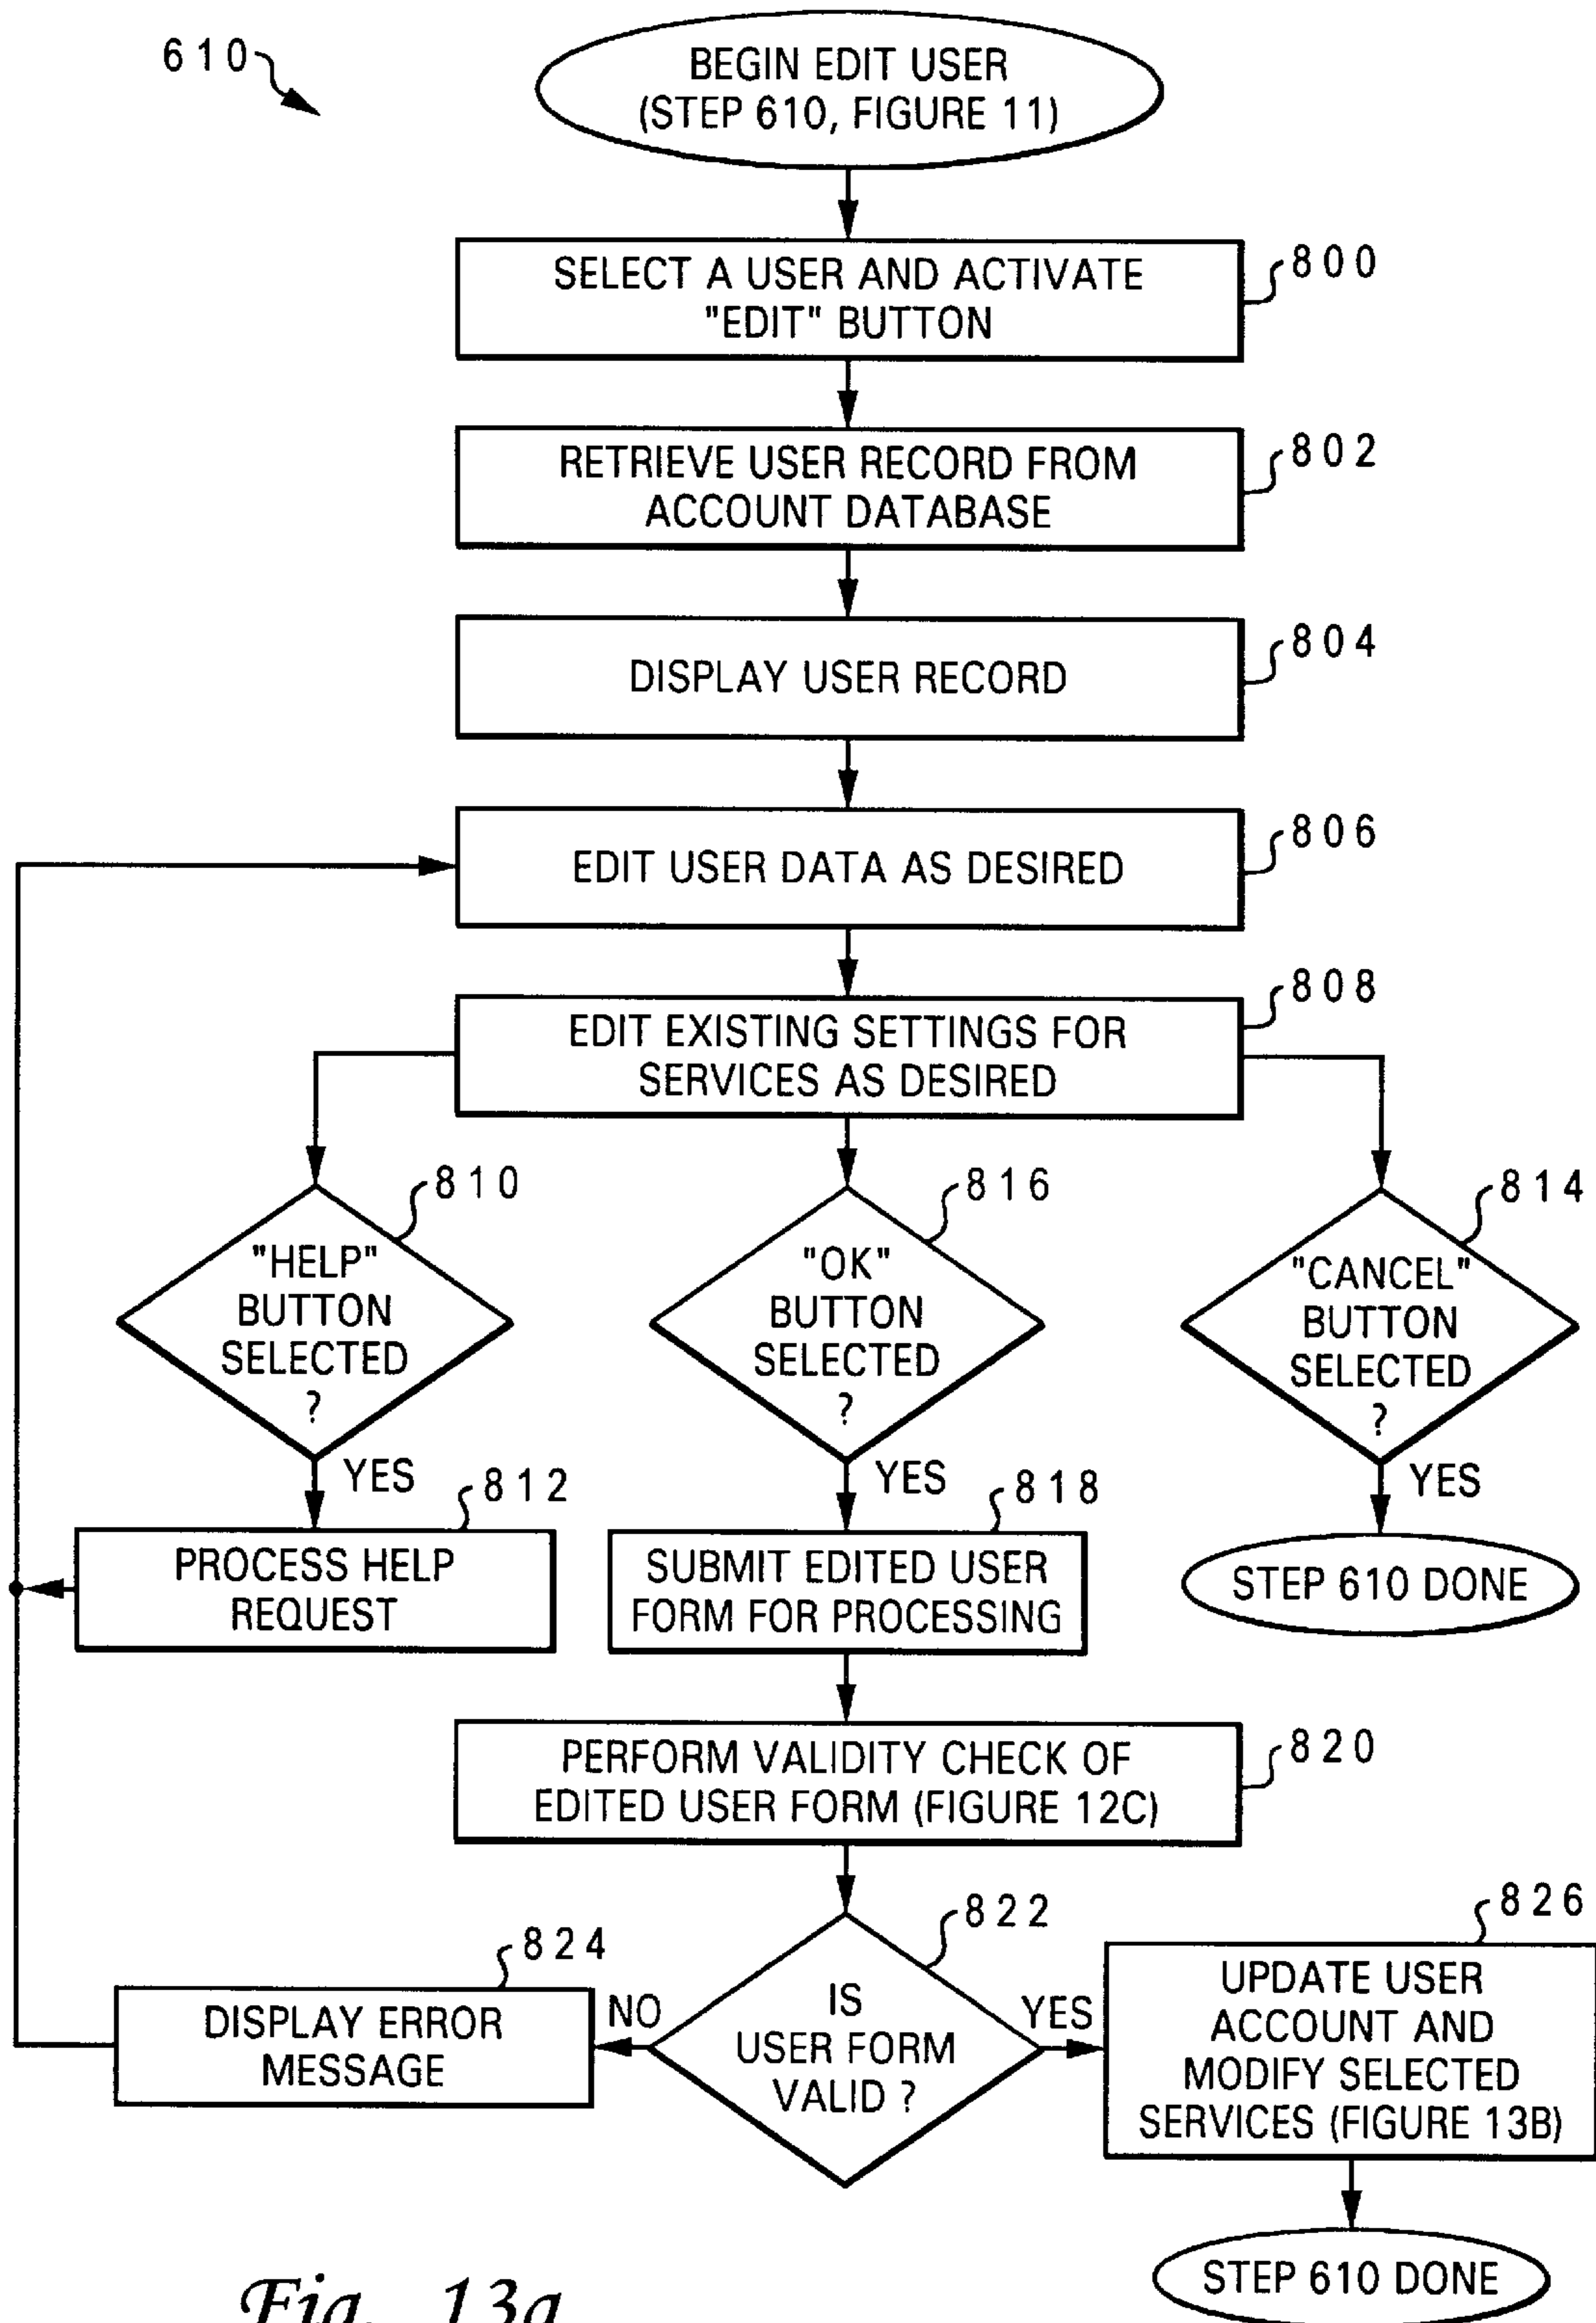 610
BEGIN EDIT USER
(STEP 610, FIGURE 11)
SELECT A USER AND ACTIVATE
"EDIT" BUTTON
800
RETRIEVE USER RECORD FROM
ACCOUNT DATABASE
802
DISPLAY USER RECORD
804
EDIT USER DATA AS DESIRED
806
EDIT EXISTING SETTINGS FOR
SERVICES AS DESIRED
808
810
"HELP"
BUTTON
SELECTED
?
YES
816
"OK"
BUTTON
SELECTED
?
YES
814
"CANCEL"
BUTTON
SELECTED
?
YES
812
PROCESS HELP
REQUEST
818
SUBMIT EDITED USER
FORM FOR PROCESSING
STEP 610 DONE
PERFORM VALIDITY CHECK OF
EDITED USER FORM (FIGURE 12C)
820
822
IS
USER FORM
VALID ?
NO
YES
824
DISPLAY ERROR
MESSAGE
826
UPDATE USER
ACCOUNT AND
MODIFY SELECTED
SERVICES (FIGURE 13B)
STEP 610 DONE
Fig. 13a